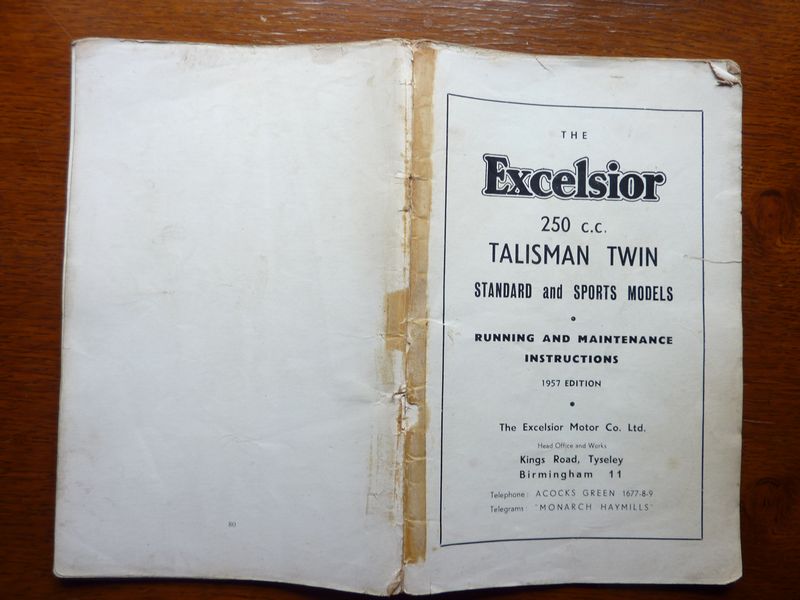 80
THE
Excelsior
250 c.c.
TALISMAN TWIN
STANDARD and SPORTS MODELS
RUNNING AND MAINTENANCE
INSTRUCTIONS
1957 EDITION
The Excelsior Motor Co. Ltd.
Head Office and Works
Kings Road, Tyseley
Birmingham 11
Telephone: ACOCKS GREEN 1677-8-9
Telegrams: "MONARCH HAYMILLS"